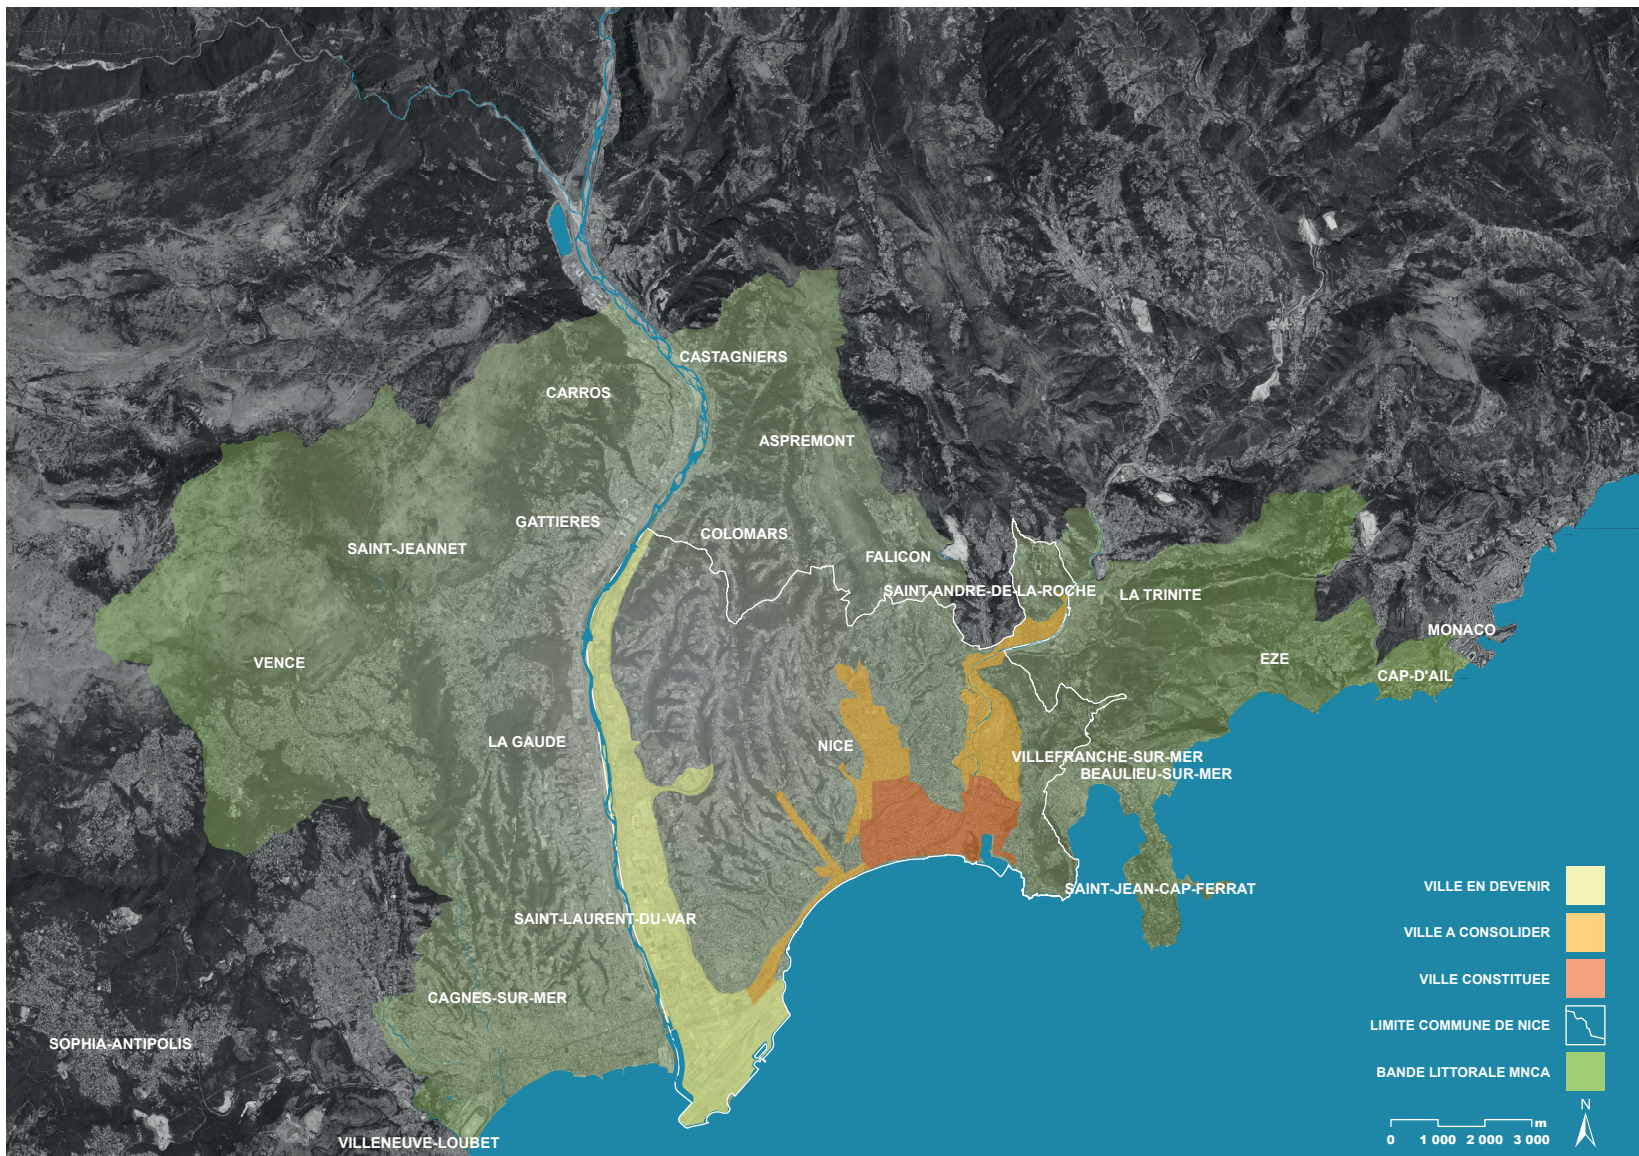 CASTAGNIERS
CARROS
ASPREMONT
GATTIERES
COLOMARS
SAINT-JEANNET
FALICON
SAINT-ANDRE-DE-LA-ROCHE
LA TRINITE
MONACO
VENCE
EZE
CAP-D'AIL
LA GAUDE
NICE
VILLEFRANCHE-SUR-MER
BEAULIEU-SUR-MER
SAINT-JEAN-CAP-FERRAT
SAINT-LAURENT-DU-VAR
CAGNES-SUR-MER
SOPHIA-ANTIPOLIS
VILLENEUVE-LOUBET
VILLE EN DEVENIR
VILLE A CONSOLIDER
VILLE CONSTITUEE
LIMITE COMMUNE DE NICE
BANDE LITTORALE MNCA
N
m
0 1 000 2 000 3 000